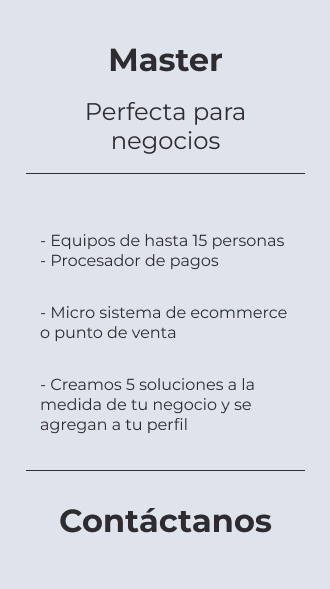 Master
Perfecta para
negocios
- Equipos de hasta 15 personas
- Procesador de pagos
- Micro sistema de ecommerce
o punto de venta
- Creamos 5 soluciones a la
medida de tu negocio y se
agregan a tu perfil
Contáctanos